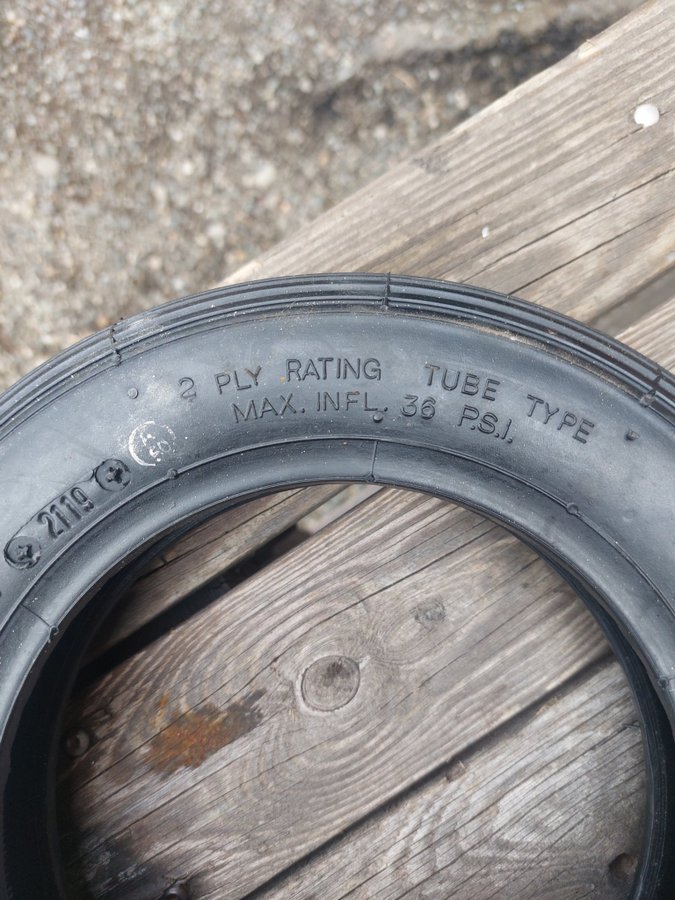 2 PLY RATING TUBE TYPE
MAX. INFL. 36 P.S.I.
2119